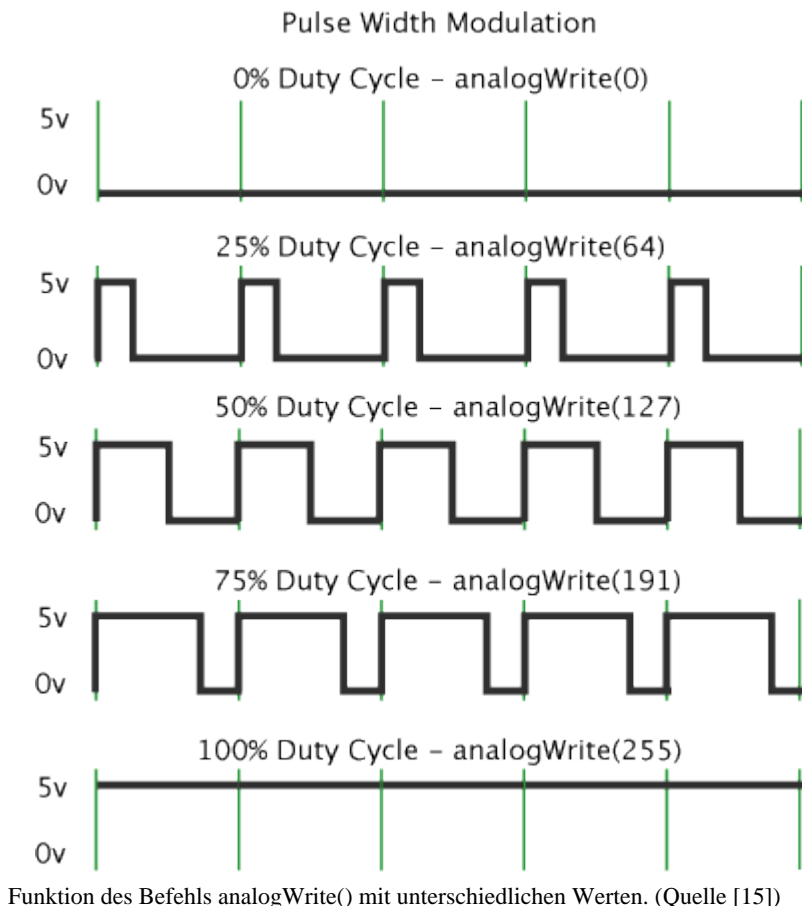 Pulse Width Modulation
0% Duty Cycle – analogWrite(0)
5v
0v
25% Duty Cycle – analogWrite(64)
5v
0v
50% Duty Cycle – analogWrite(127)
5v
0v
75% Duty Cycle – analogWrite(191)
5v
0v
100% Duty Cycle – analogWrite(255)
5v
0v
Funktion des Befehls analogWrite() mit unterschiedlichen Werten. (Quelle [15])